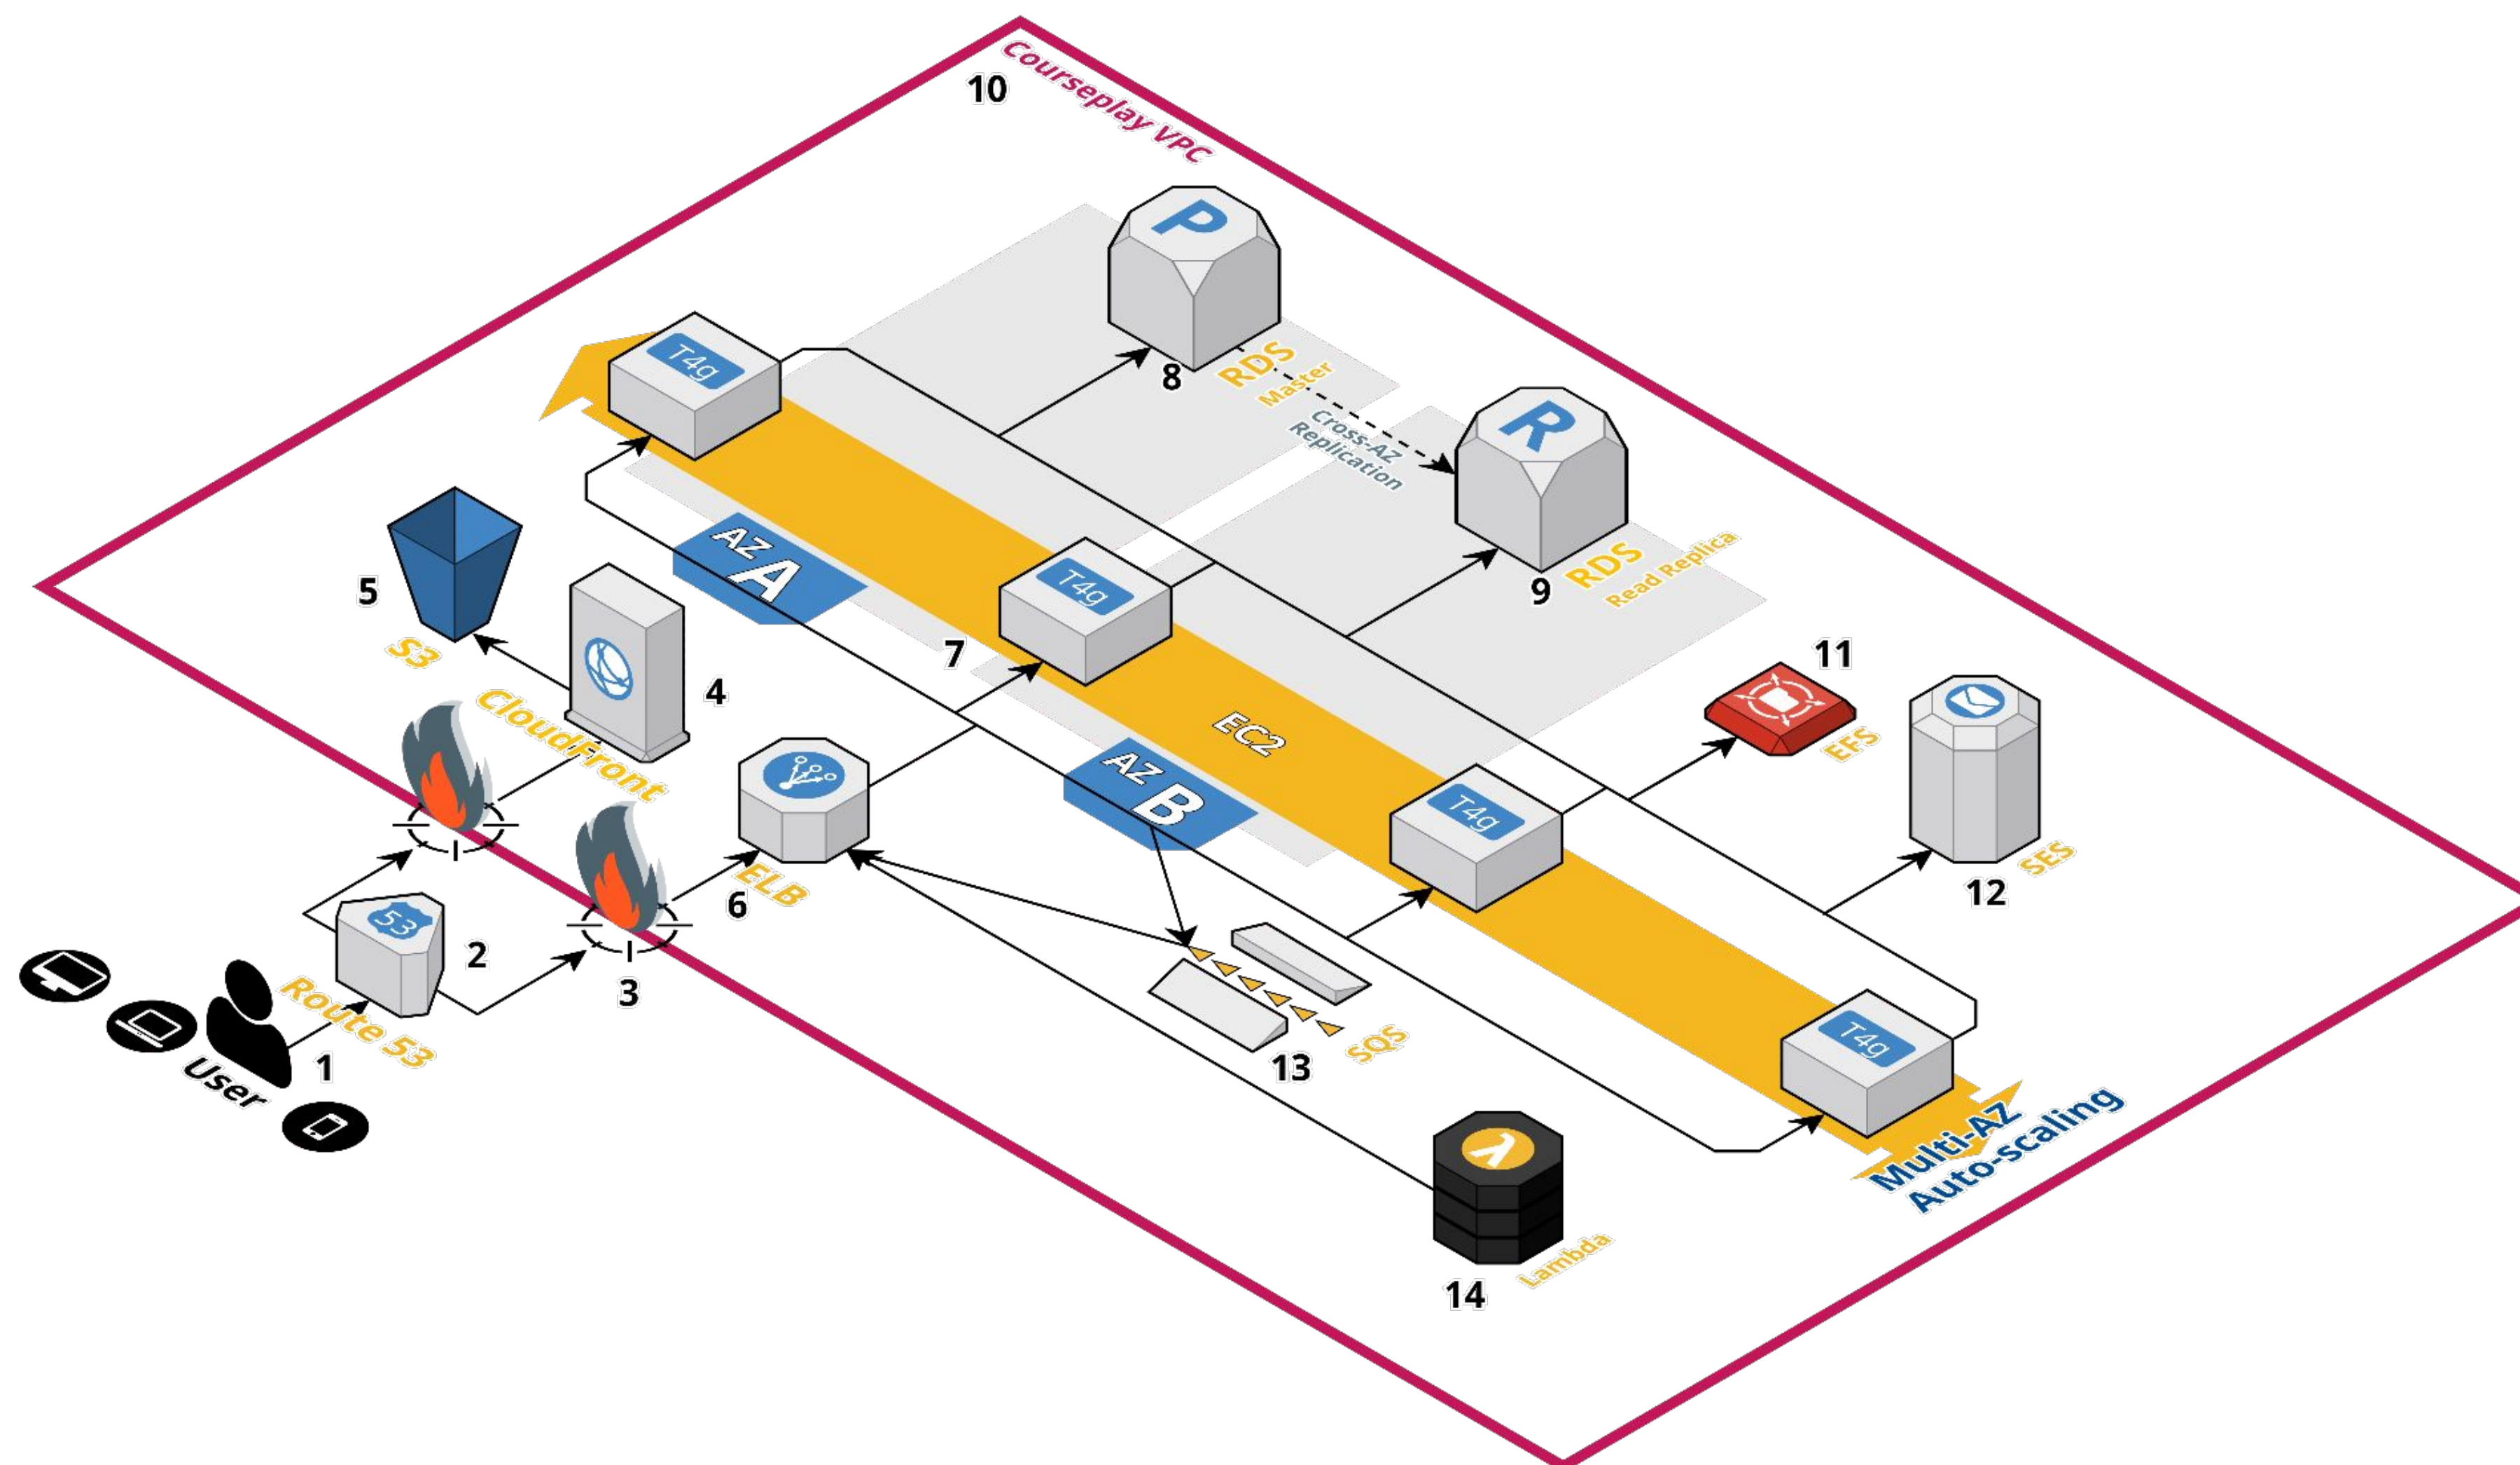 10
Courseplay VPC
P
8
RDS
Master
Cross-AZ
Replication
R
9
RDS
Read Replica
T4g
AZ A
5
S3
4
CloudFront
T4g
7
EC2
AZ B
11
EFS
12
SES
6
ELB
T4g
53
2
Route 53
3
1
User
13
SQS
T4g
Multi-AZ
Auto-scaling
14
Lambda